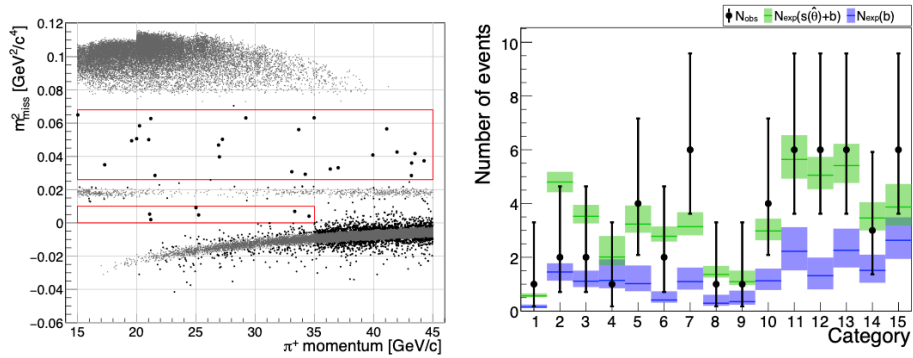 m²miss [GeV²/c⁴]
0.12
0.1
0.08
0.06
0.04
0.02
0
-0.02
-0.04
-0.06
15 20 25 30 35 40 45
π⁺ momentum [GeV/c]
Nobs Nexp(s(θ̂)+b) Nexp(b)
Number of events
10
8
6
4
2
0
1 2 3 4 5 6 7 8 9 10 11 12 13 14 15
Category